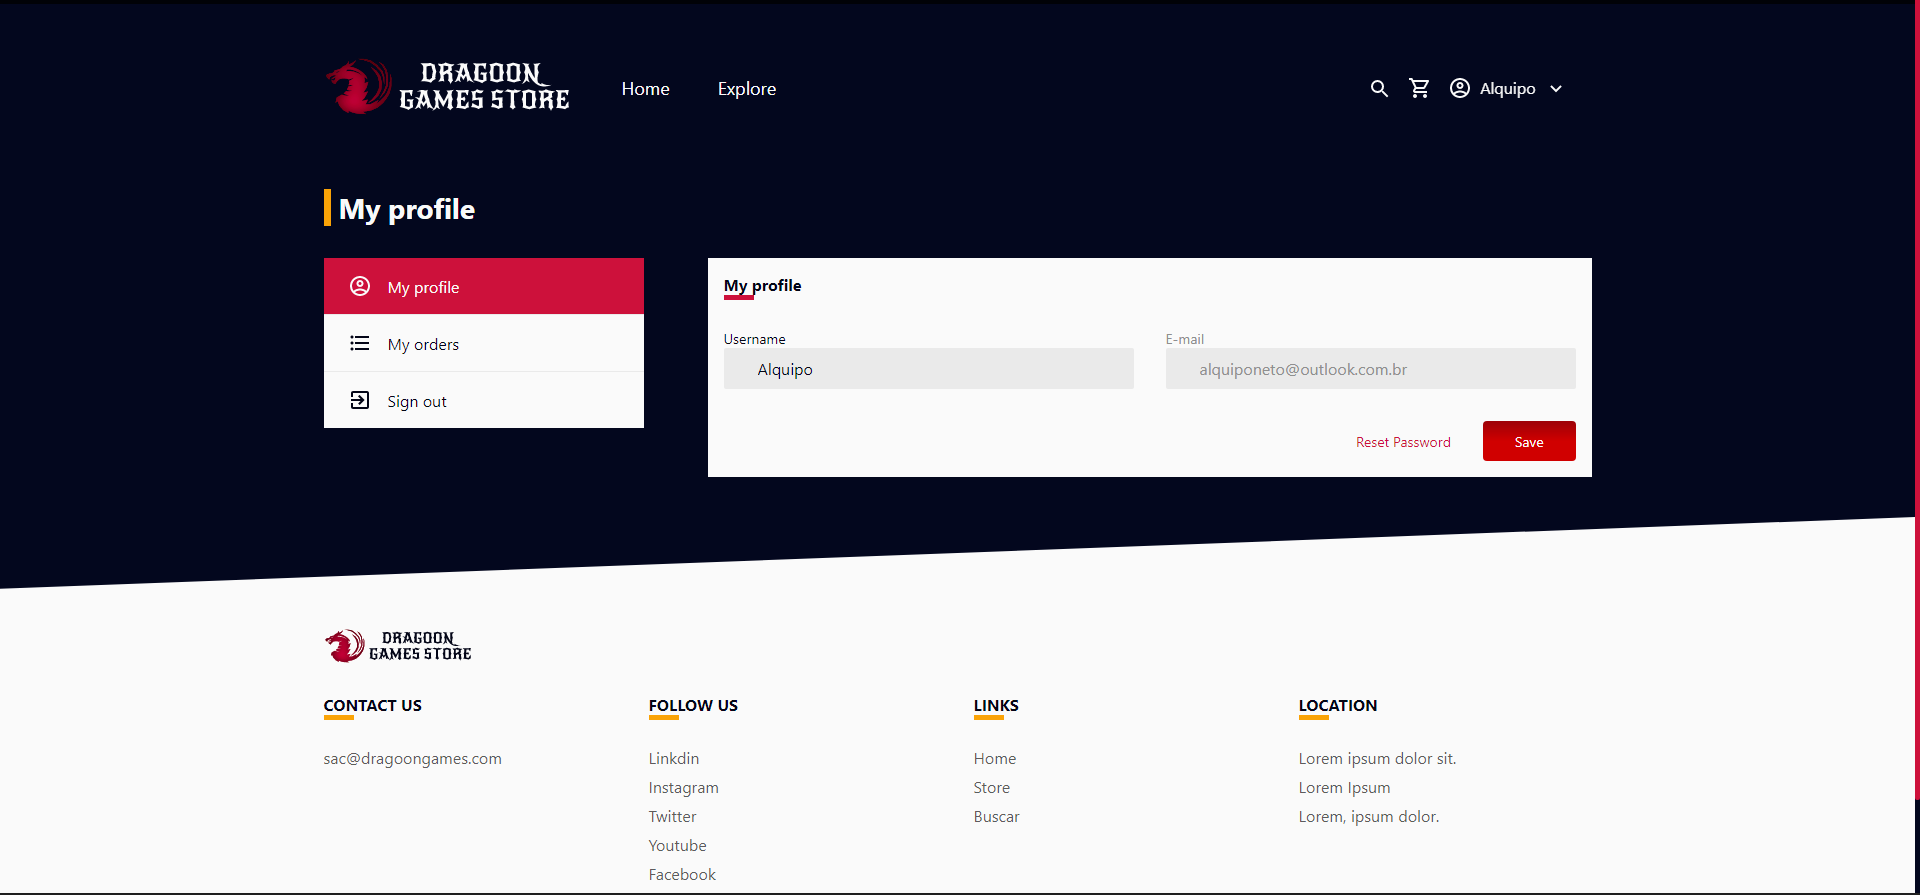 DRAGOON
GAMES STORE
Home
Explore
Alquipo
My profile
My profile
My orders
Sign out
My profile
Username
Alquipo
E-mail
alquiponeto@outlook.com.br
Reset Password
Save
DRAGOON
GAMES STORE
CONTACT US
sac@dragoongames.com
FOLLOW US
Linkdin
Instagram
Twitter
Youtube
Facebook
LINKS
Home
Store
Buscar
LOCATION
Lorem ipsum dolor sit.
Lorem Ipsum
Lorem, ipsum dolor.